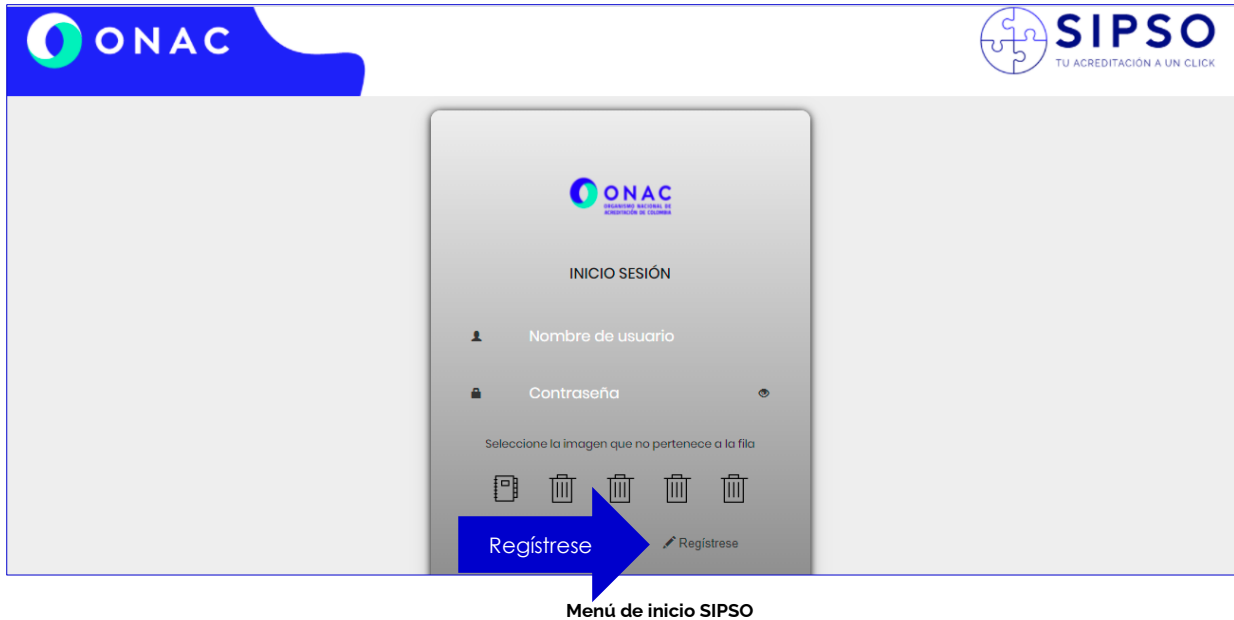 ONAC
SIPSO
TU ACREDITACIÓN A UN CLICK
ONAC
ORGANISMO NACIONAL DE
ACREDITACIÓN DE COLOMBIA
INICIO SESIÓN
Nombre de usuario
Contraseña
Seleccione la imagen que no pertenece a la fila
Regístrese
Regístrese
Menú de inicio SIPSO